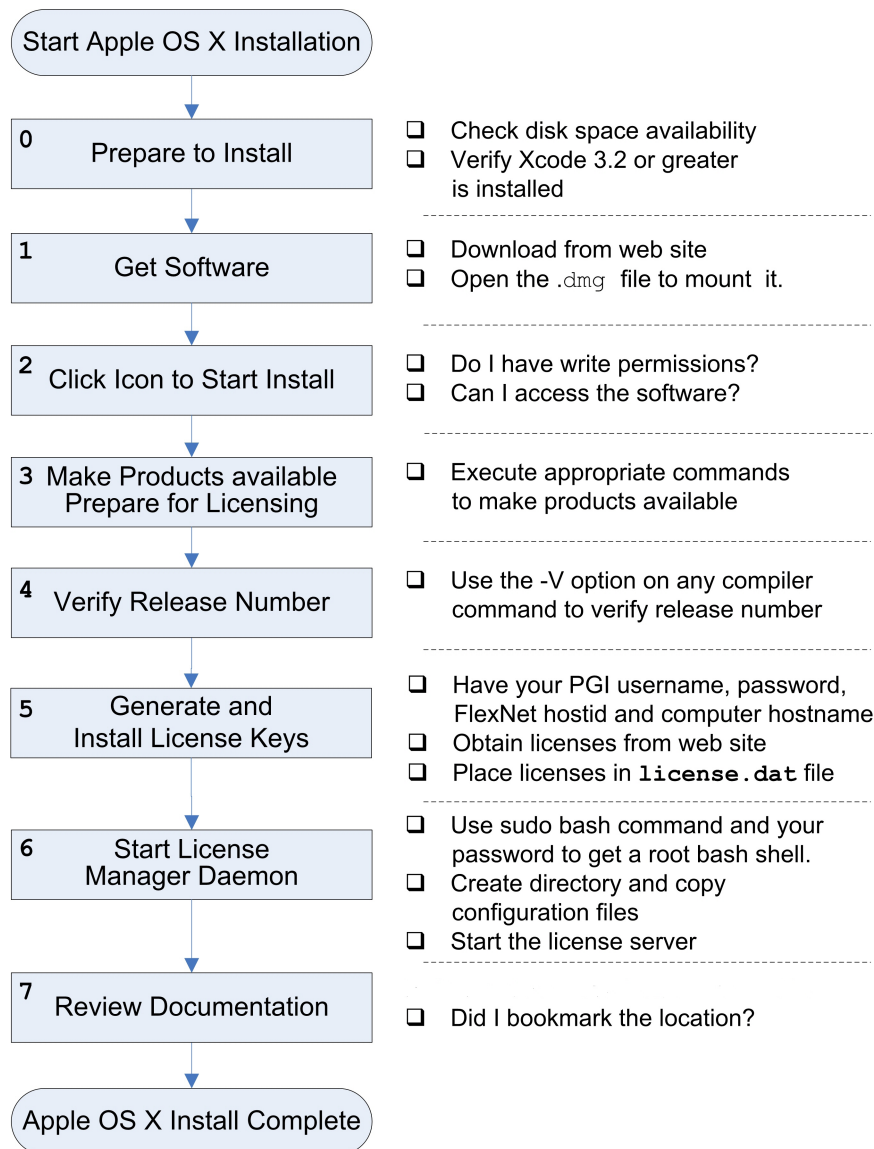 Start Apple OS X Installation
0
Prepare to Install
❑ Check disk space availability
❑ Verify Xcode 3.2 or greater
is installed
1
Get Software
❑ Download from web site
❑ Open the .dmg file to mount it.
2
Click Icon to Start Install
❑ Do I have write permissions?
❑ Can I access the software?
3 Make Products available
Prepare for Licensing
❑ Execute appropriate commands
to make products available
4
Verify Release Number
❑ Use the -V option on any compiler
command to verify release number
5
Generate and
Install License Keys
❑ Have your PGI username, password,
FlexNet hostid and computer hostname
❑ Obtain licenses from web site
❑ Place licenses in license.dat file
6
Start License
Manager Daemon
❑ Use sudo bash command and your
password to get a root bash shell.
❑ Create directory and copy
configuration files
❑ Start the license server
7
Review Documentation
❑ Did I bookmark the location?
Apple OS X Install Complete